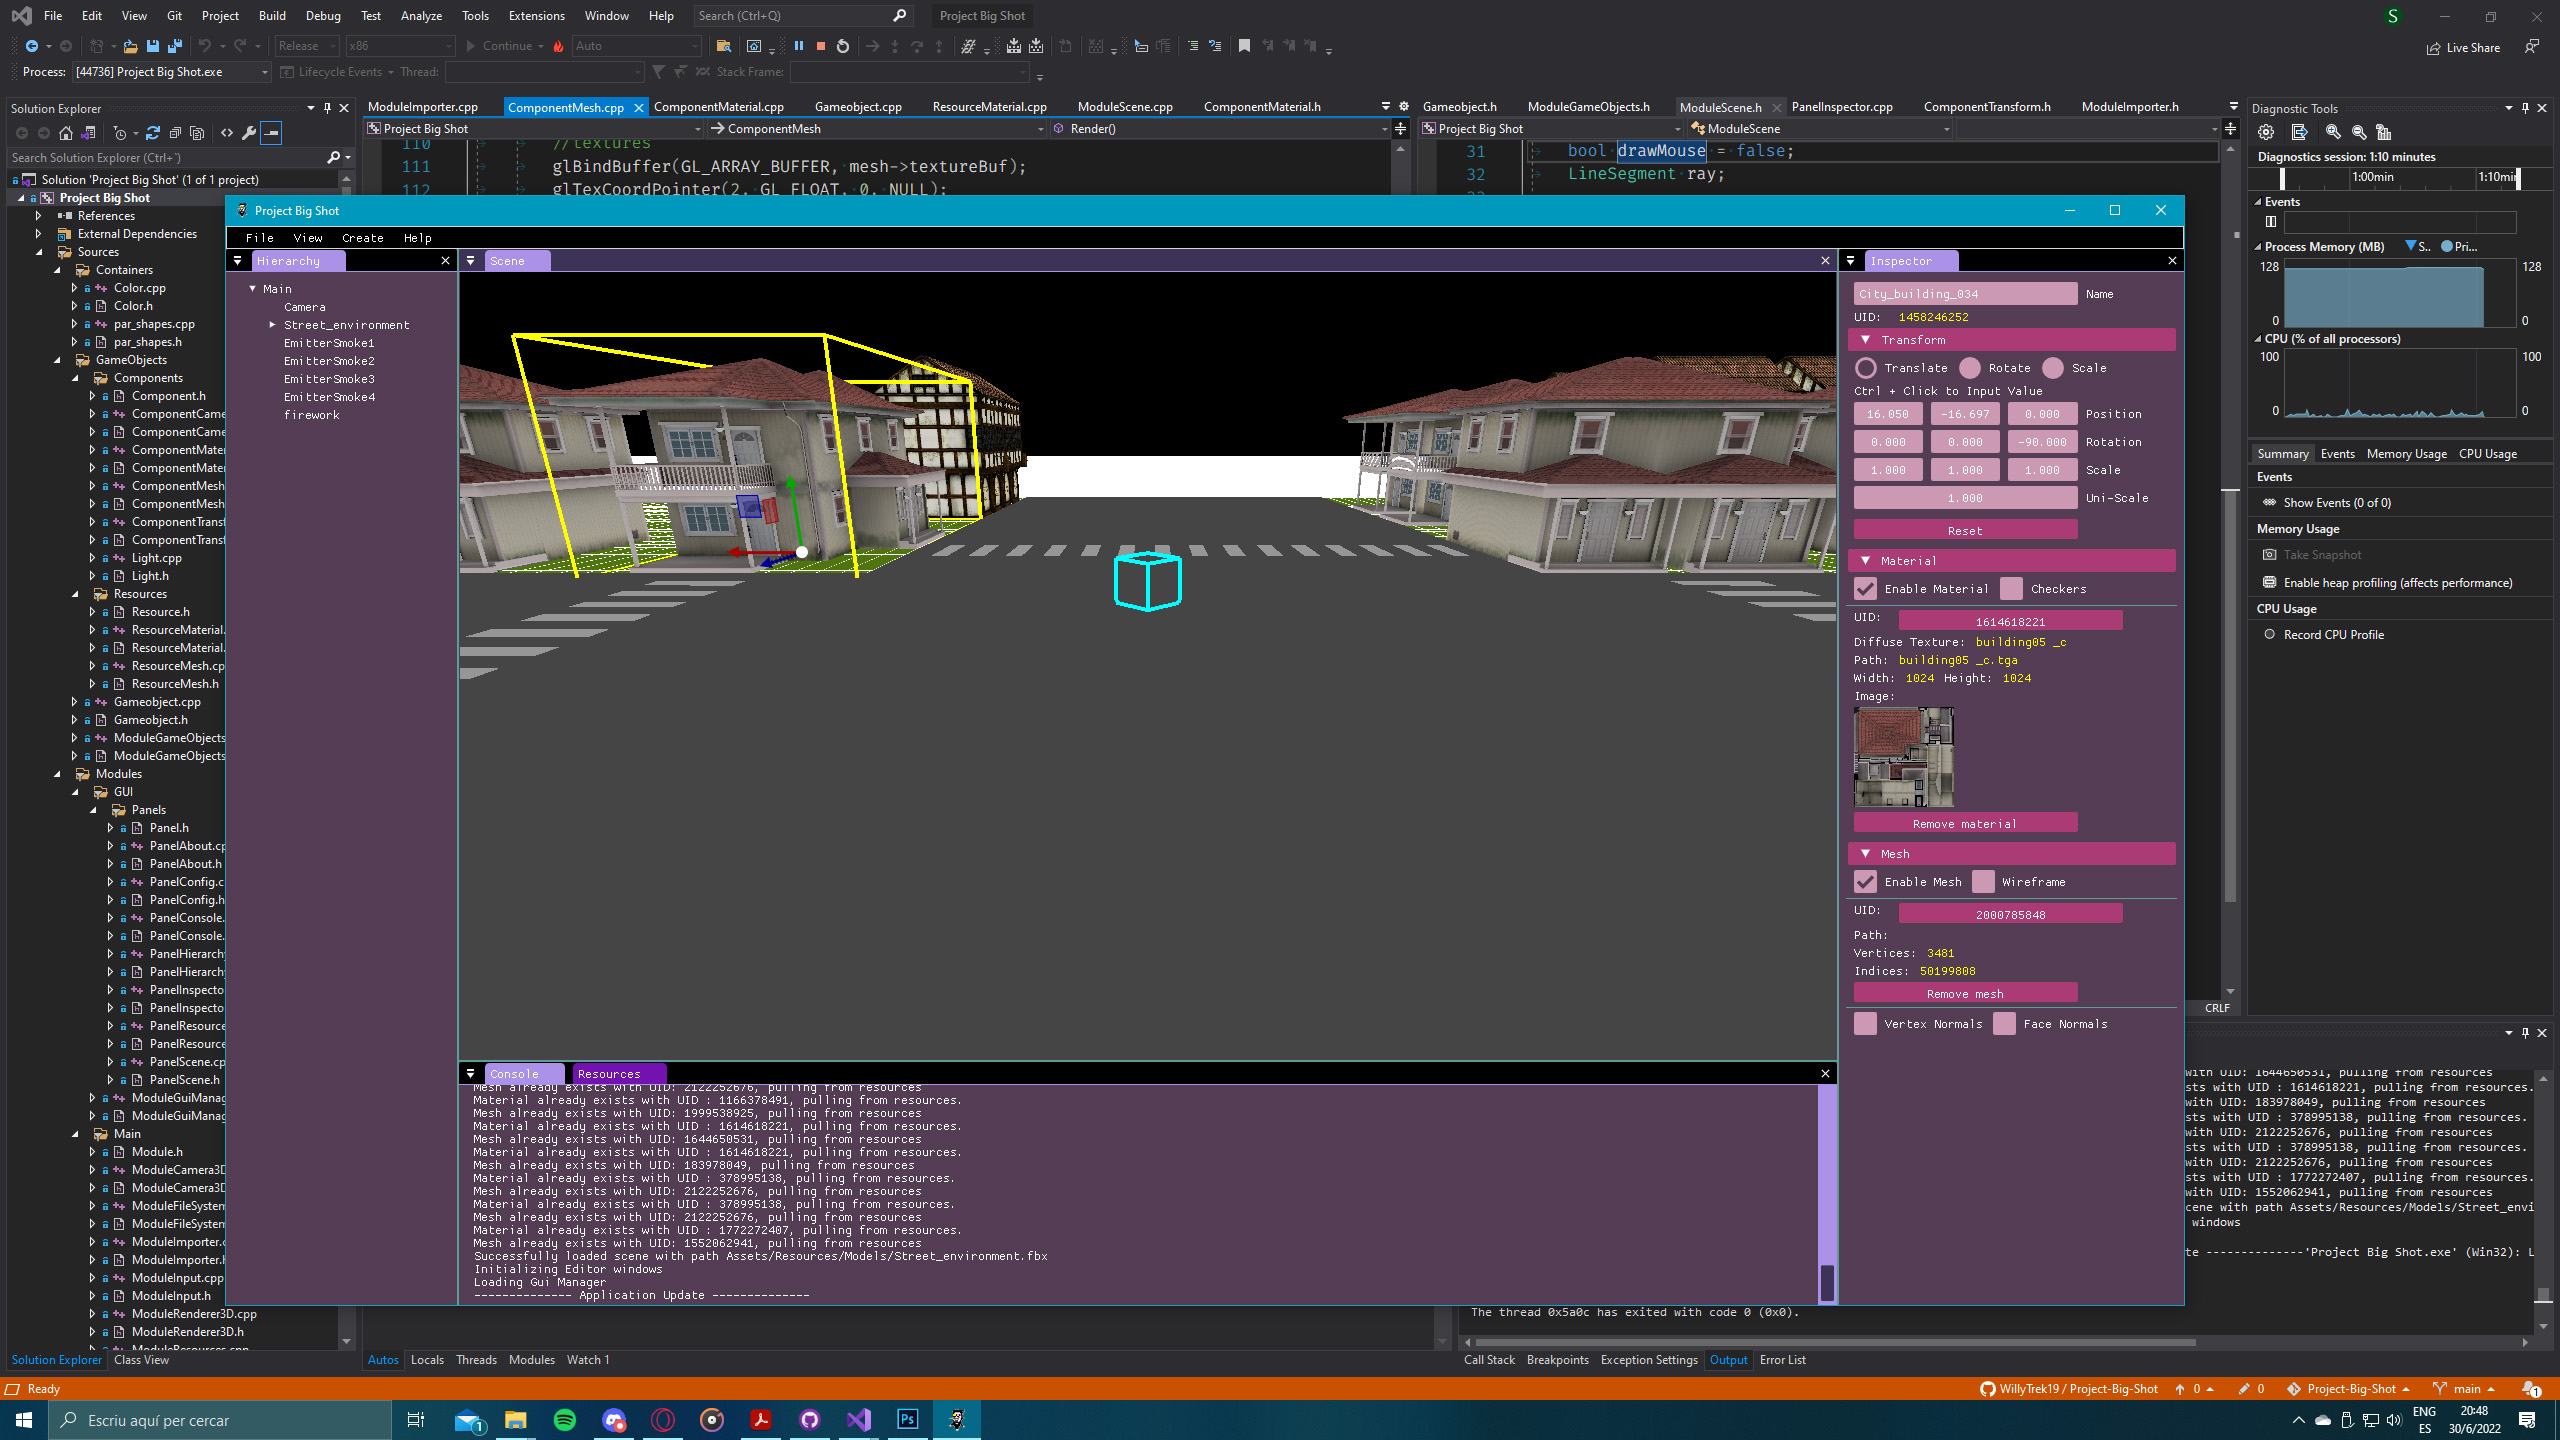 File Edit View Git Project Build Debug Test Analyze Tools Extensions Window Help Search (Ctrl+Q) Project Big Shot S
Release x86 Continue Auto Live Share
Process: [44736] Project Big Shot.exe Lifecycle Events Thread: Stack Frame:
Solution Explorer
Search Solution Explorer (Ctrl+`)
Solution 'Project Big Shot' (1 of 1 project)
Project Big Shot
References
External Dependencies
Sources
Containers
Color.cpp
Color.h
par_shapes.cpp
par_shapes.h
GameObjects
Components
Component.h
ComponentCame
ComponentCame
ComponentMater
ComponentMater
ComponentMesh
ComponentMesh
ComponentTransf
ComponentTransf
Light.cpp
Light.h
Resources
Resource.h
ResourceMaterial.
ResourceMaterial.
ResourceMesh.cp
ResourceMesh.h
Gameobject.cpp
Gameobject.h
ModuleGameObjects
ModuleGameObjects
Modules
GUI
Panels
Panel.h
PanelAbout.cp
PanelAbout.h
PanelConfig.c
PanelConfig.h
PanelConsole.
PanelConsole.
PanelHierarchy
PanelHierarchy
PanelInspecto
PanelInspecto
PanelResource
PanelResource
PanelScene.cp
PanelScene.h
ModuleGuiManag
ModuleGuiManag
Main
Module.h
ModuleCamera3D
ModuleCamera3D
ModuleFileSystem
ModuleFileSystem
ModuleImporter.c
ModuleImporter.h
ModuleInput.cpp
ModuleInput.h
ModuleRenderer3D.cpp
ModuleRenderer3D.h
ModuleResources.cpp
Solution Explorer Class View
ModuleImporter.cpp ComponentMesh.cpp ComponentMaterial.cpp Gameobject.cpp ResourceMaterial.cpp ModuleScene.cpp ComponentMaterial.h
Project Big Shot ComponentMesh Render()
110 //textures
111 glBindBuffer(GL_ARRAY_BUFFER, mesh->textureBuf);
112 glTexCoordPointer(2, GL_FLOAT, 0, NULL);
Gameobject.h ModuleGameObjects.h ModuleScene.h PanelInspector.cpp ComponentTransform.h ModuleImporter.h
Project Big Shot ModuleScene
31 bool drawMouse = false;
32 LineSegment ray;
CRLF
Project Big Shot
File View Create Help
Hierarchy
Main
Camera
Street_environment
EmitterSmoke1
EmitterSmoke2
EmitterSmoke3
EmitterSmoke4
firework
Scene
Inspector
City_building_034 Name
UID: 1458246252
Transform
Translate Rotate Scale
Ctrl + Click to Input Value
16.050 -16.697 0.000 Position
0.000 0.000 -90.000 Rotation
1.000 1.000 1.000 Scale
1.000 Uni-Scale
Reset
Material
Enable Material Checkers
UID: 1614618221
Diffuse Texture: building05 _c
Path: building05 _c.tga
Width: 1024 Height: 1024
Image:
Remove material
Mesh
Enable Mesh Wireframe
UID: 2000785848
Path:
Vertices: 3481
Indices: 50199808
Remove mesh
Vertex Normals Face Normals
Console Resources
Mesh already exists with UID: 2122252676, pulling from resources
Material already exists with UID : 1166378491, pulling from resources.
Mesh already exists with UID: 1999538925, pulling from resources
Material already exists with UID : 1614618221, pulling from resources.
Mesh already exists with UID: 1644650531, pulling from resources
Material already exists with UID : 1614618221, pulling from resources.
Mesh already exists with UID: 183978049, pulling from resources
Material already exists with UID : 378995138, pulling from resources.
Mesh already exists with UID: 2122252676, pulling from resources
Material already exists with UID : 378995138, pulling from resources.
Mesh already exists with UID: 2122252676, pulling from resources
Material already exists with UID : 1772272407, pulling from resources.
Mesh already exists with UID: 1552062941, pulling from resources
Successfully loaded scene with path Assets/Resources/Models/Street_environment.fbx
Initializing Editor windows
Loading Gui Manager
-------------- Application Update --------------
Diagnostic Tools
Diagnostics session: 1:10 minutes
1:00min 1:10min
Events
Process Memory (MB) S.. Pri...
128 128
0 0
CPU (% of all processors)
100 100
0 0
Summary Events Memory Usage CPU Usage
Events
Show Events (0 of 0)
Memory Usage
Take Snapshot
Enable heap profiling (affects performance)
CPU Usage
Record CPU Profile
with UID: 1644650531, pulling from resources
sts with UID : 1614618221, pulling from resources.
with UID: 183978049, pulling from resources
sts with UID : 378995138, pulling from resources.
with UID: 2122252676, pulling from resources
sts with UID : 378995138, pulling from resources.
with UID: 2122252676, pulling from resources
sts with UID : 1772272407, pulling from resources.
with UID: 1552062941, pulling from resources
cene with path Assets/Resources/Models/Street_envi
windows
te --------------'Project Big Shot.exe' (Win32): L
The thread 0x5a0c has exited with code 0 (0x0).
Autos Locals Threads Modules Watch 1
Call Stack Breakpoints Exception Settings Output Error List
Ready WillyTrek19 / Project-Big-Shot 0 0 Project-Big-Shot main 1
Escriu aquí per cercar 1 Ps ENG ES 20:48 30/6/2022